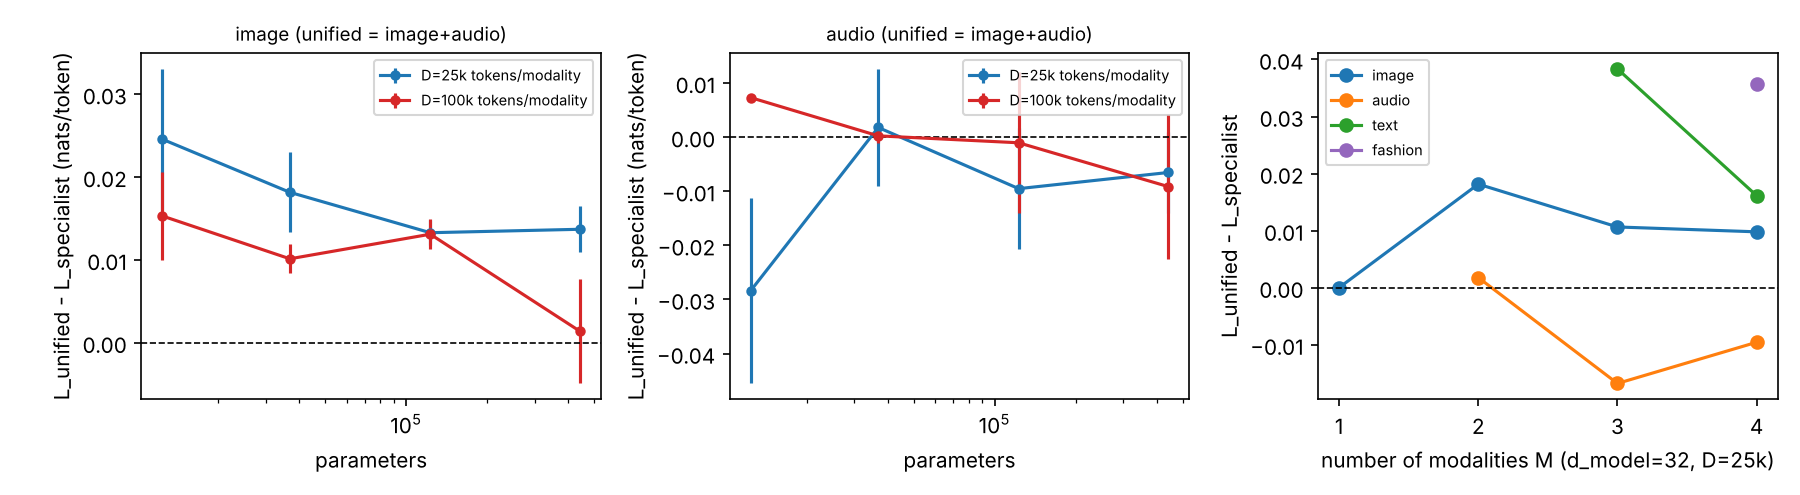 image (unified = image+audio)
L_unified - L_specialist (nats/token)
0.03
0.02
0.01
0.00
D=25k tokens/modality
D=100k tokens/modality
10⁵
parameters
audio (unified = image+audio)
L_unified - L_specialist (nats/token)
0.01
0.00
−0.01
−0.02
−0.03
−0.04
D=25k tokens/modality
D=100k tokens/modality
10⁵
parameters
L_unified - L_specialist
0.04
0.03
0.02
0.01
0.00
−0.01
image
audio
text
fashion
1 2 3 4
number of modalities M (d_model=32, D=25k)